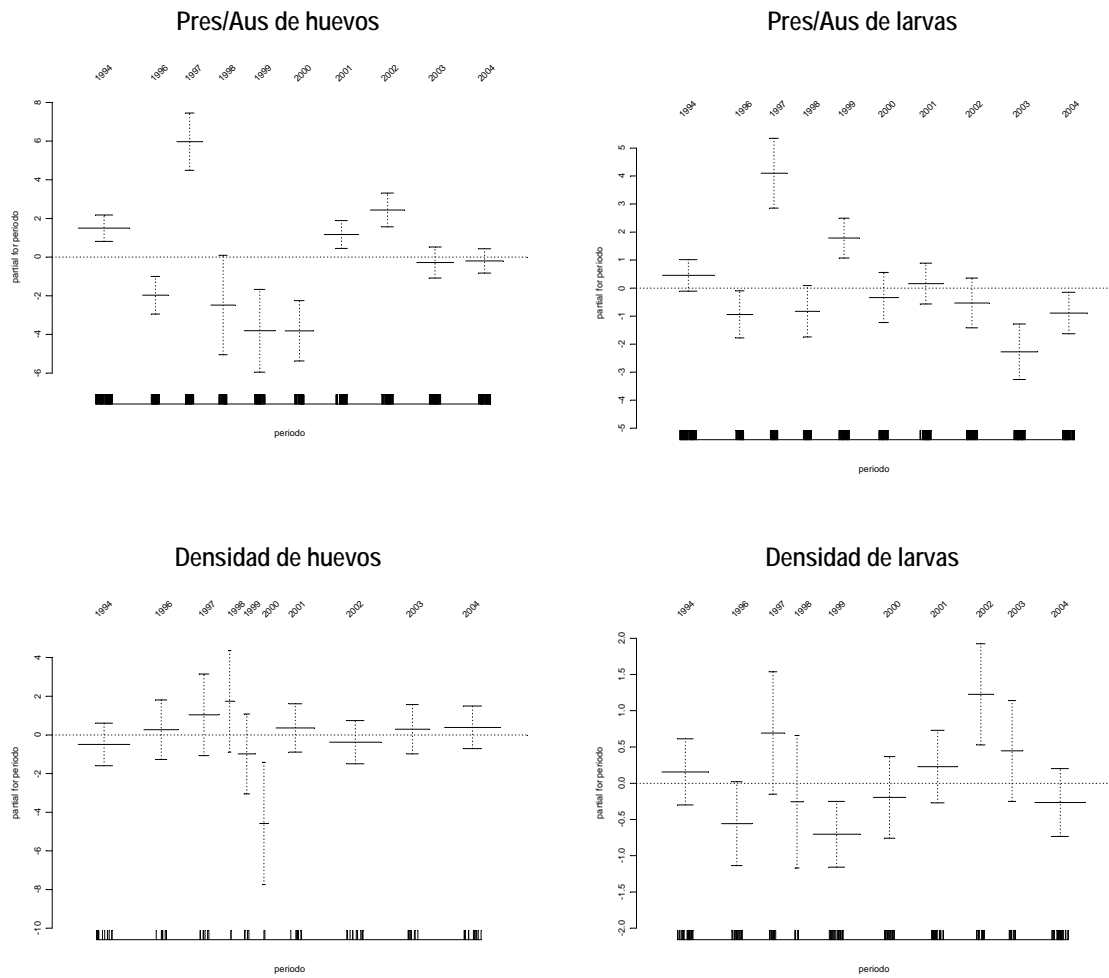 Pres/Aus de huevos
1994 1996 1997 1998 1999 2000 2001 2002 2003 2004
8
6
4
2
0
-2
-4
-6
partial for periodo
periodo
Pres/Aus de larvas
1994 1996 1997 1998 1999 2000 2001 2002 2003 2004
5
4
3
2
1
0
-1
-2
-3
-4
-5
partial for periodo
periodo
Densidad de huevos
1994 1996 1997 1998 1999 2000 2001 2002 2003 2004
4
2
0
-2
-4
-6
-8
-10
partial for periodo
periodo
Densidad de larvas
1994 1996 1997 1998 1999 2000 2001 2002 2003 2004
2.0
1.5
1.0
0.5
0.0
-0.5
-1.0
-1.5
-2.0
partial for periodo
periodo